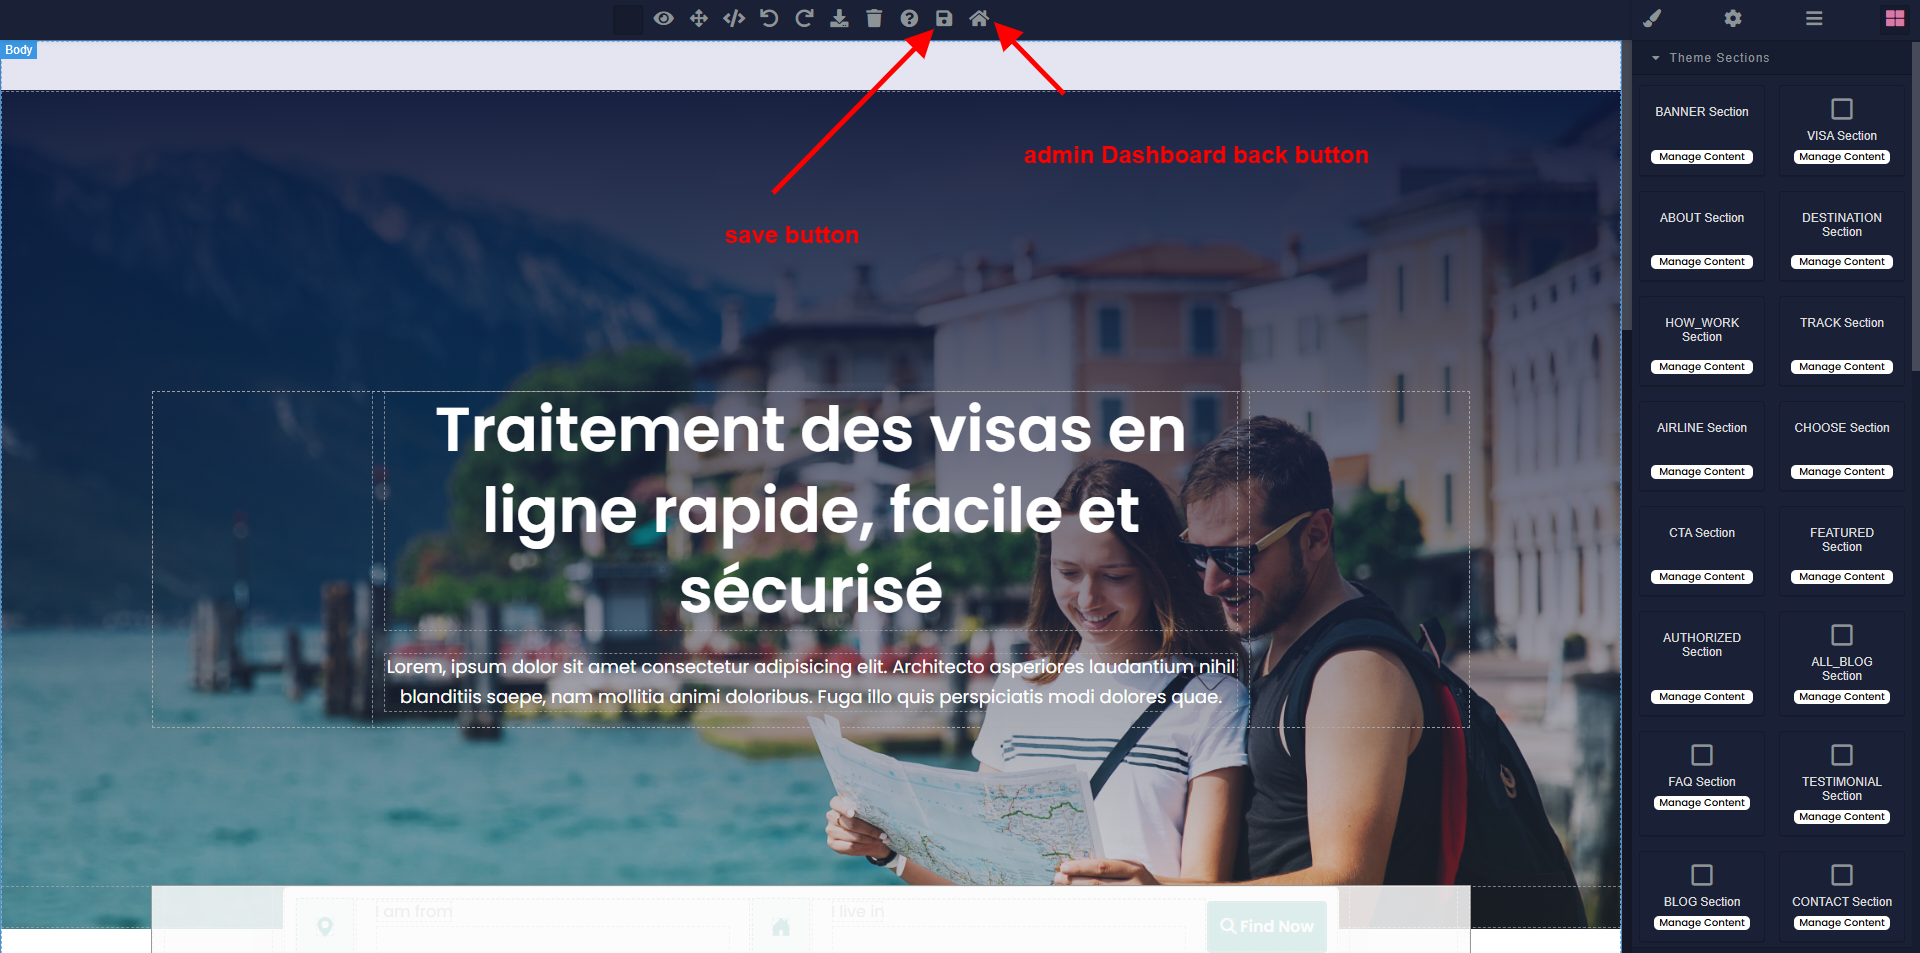 Body
admin Dashboard back button
save button
Traitement des visas en
ligne rapide, facile et
sécurisé
Lorem, ipsum dolor sit amet consectetur adipisicing elit. Architecto asperiores laudantium nihil
blanditiis saepe, nam mollitia animi doloribus. Fuga illo quis perspiciatis modi dolores quae.
I am from
I live in
Find Now
Theme Sections
BANNER Section
Manage Content
VISA Section
Manage Content
ABOUT Section
Manage Content
DESTINATION
Section
Manage Content
HOW_WORK
Section
Manage Content
TRACK Section
Manage Content
AIRLINE Section
Manage Content
CHOOSE Section
Manage Content
CTA Section
Manage Content
FEATURED
Section
Manage Content
AUTHORIZED
Section
Manage Content
ALL_BLOG
Section
Manage Content
FAQ Section
Manage Content
TESTIMONIAL
Section
Manage Content
BLOG Section
Manage Content
CONTACT Section
Manage Content